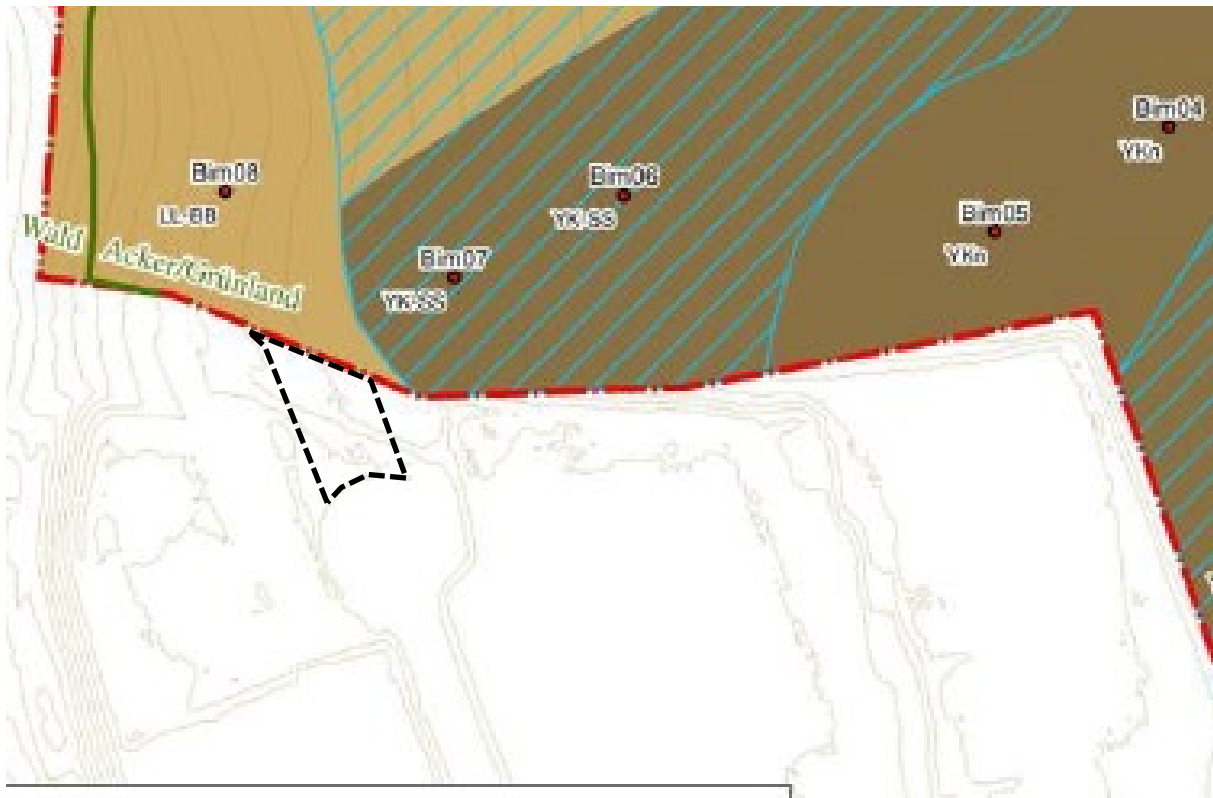 Bim04
YKn
Bim08
LL-BB
Bim06
YK-SS
Bim05
YKn
Wald
Acker/Grünland
Bim07
YK-SS